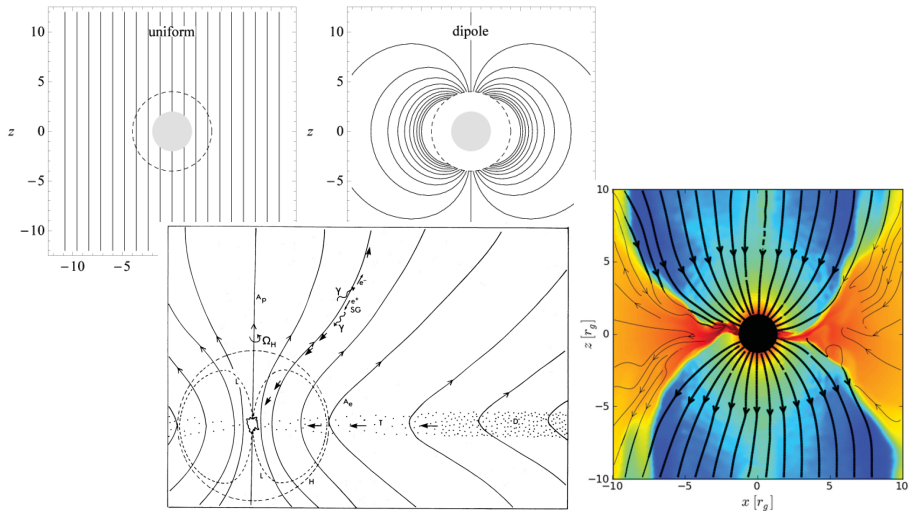 uniform
10
5
z 0
−5
−10
−10 −5
dipole
10
5
z 0
−5
−10
A_P
γ e⁻
e⁺
SG
γ
Ω_H
L
A_e
T D
L H
10
5
z [r_g] 0
−5
−10
−10 −5 0 5 10
x [r_g]